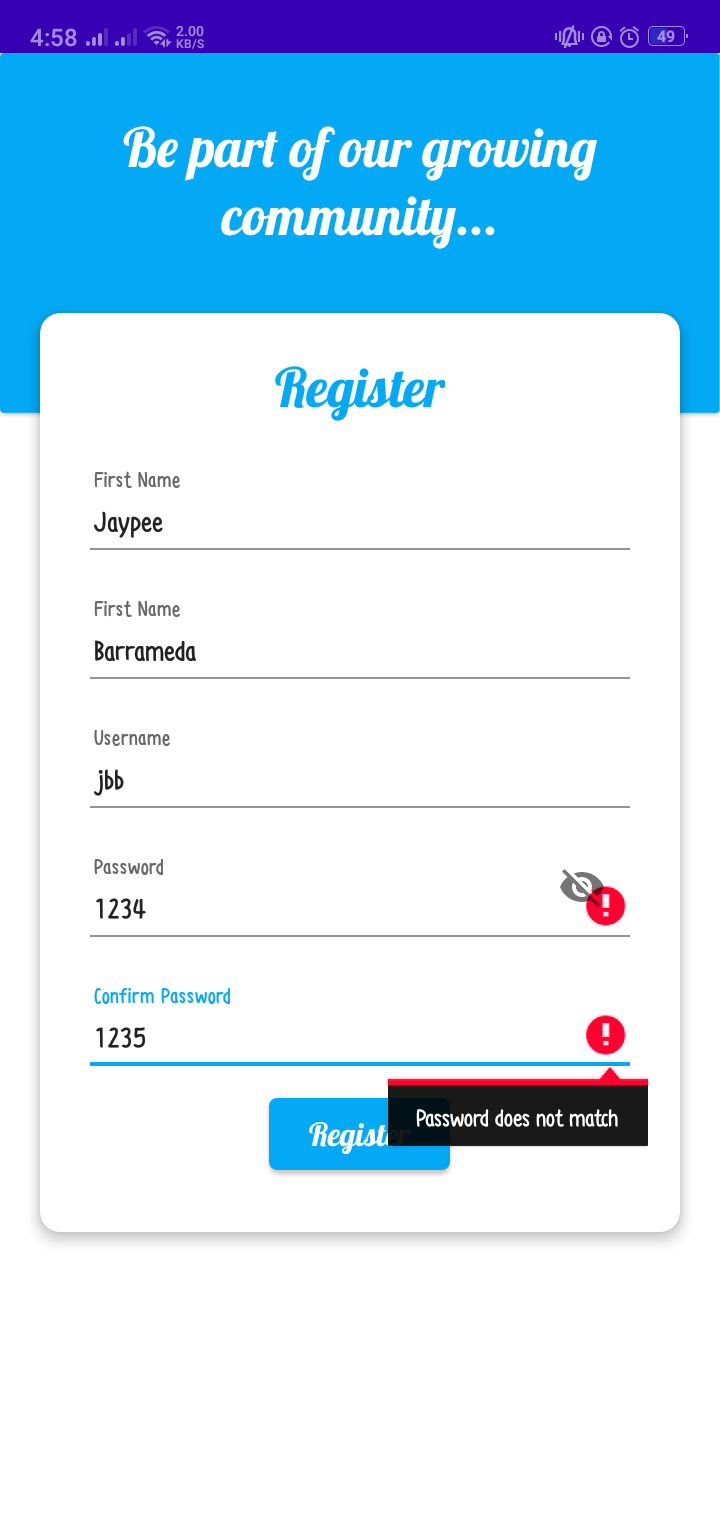 4:58 2.00 KB/S 49
Be part of our growing
community...
Register
First Name
Jaypee
First Name
Barrameda
Username
jbb
Password
1234
Confirm Password
1235
Password does not match
Register